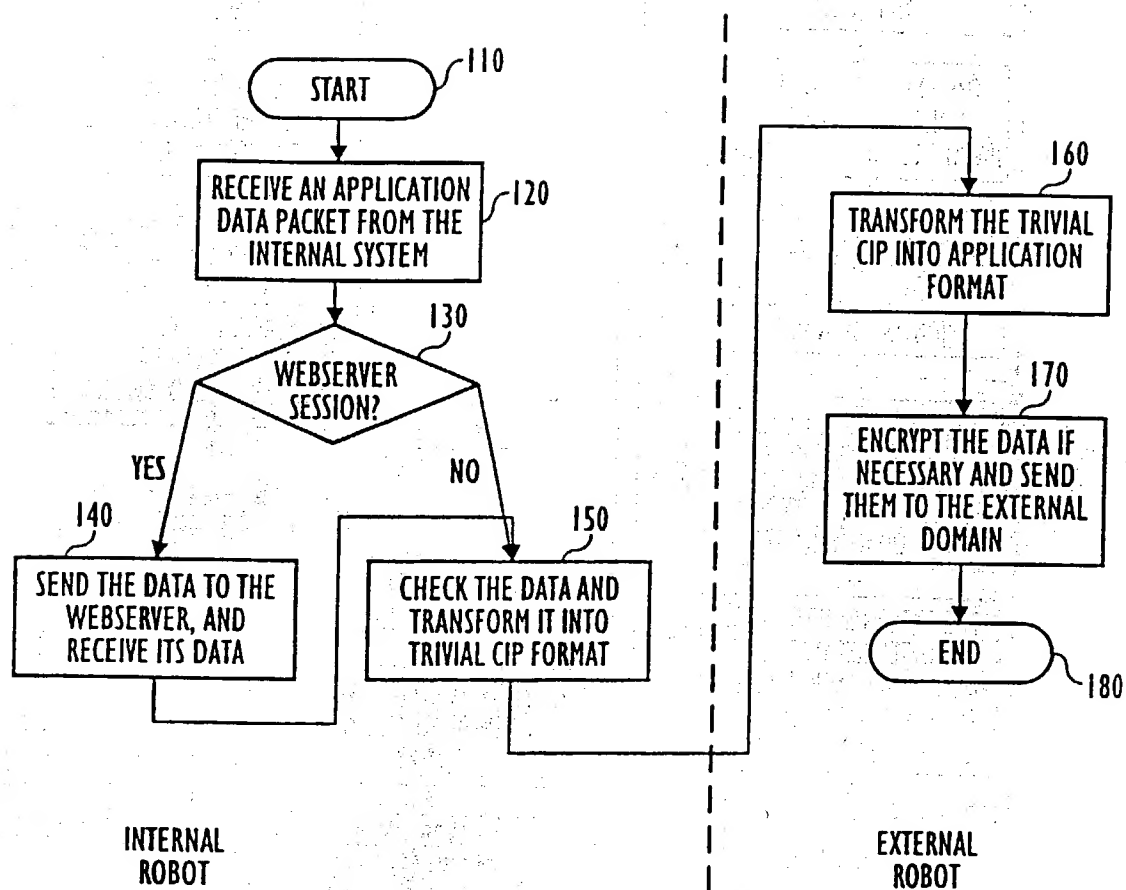 START
110
RECEIVE AN APPLICATION
DATA PACKET FROM THE
INTERNAL SYSTEM
120
WEBSERVER
SESSION?
130
YES
NO
140
SEND THE DATA TO THE
WEBSERVER, AND
RECEIVE ITS DATA
150
CHECK THE DATA AND
TRANSFORM IT INTO
TRIVIAL CIP FORMAT
160
TRANSFORM THE TRIVIAL
CIP INTO APPLICATION
FORMAT
170
ENCRYPT THE DATA IF
NECESSARY AND SEND
THEM TO THE EXTERNAL
DOMAIN
END
180
INTERNAL
ROBOT
EXTERNAL
ROBOT